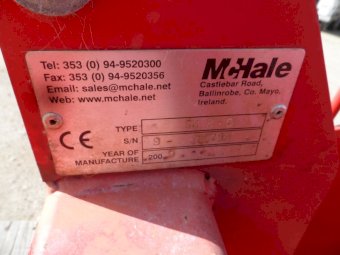 Tel: 353 (0) 94-9520300
Fax: 353 (0) 94-9520356
Email: sales@mchale.net
Web: www.mchale.net
McHale
Castlebar Road,
Ballinrobe, Co. Mayo,
Ireland.
CE
TYPE
S/N
YEAR OF
MANUFACTURE 200